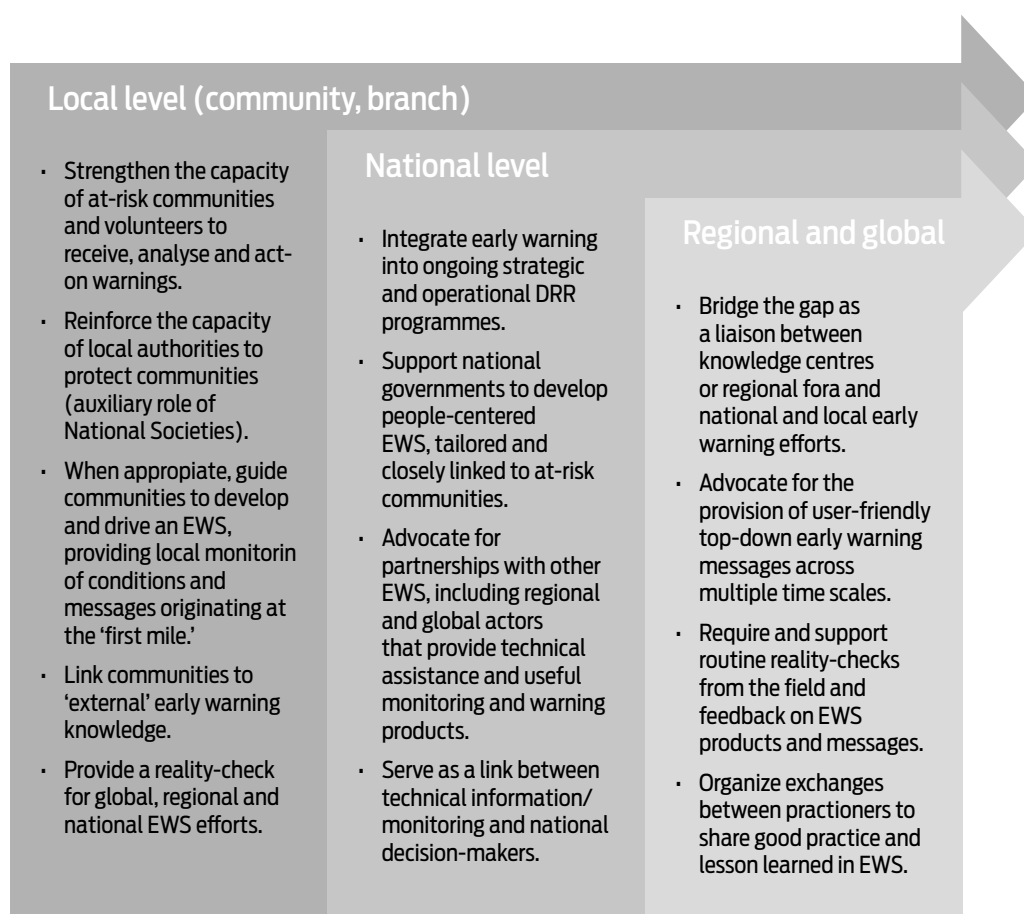 Local level (community, branch)
· Strengthen the capacity
of at-risk communities
and volunteers to
receive, analyse and act-
on warnings.
· Reinforce the capacity
of local authorities to
protect communities
(auxiliary role of
National Societies).
· When appropiate, guide
communities to develop
and drive an EWS,
providing local monitorin
of conditions and
messages originating at
the ‘first mile.’
· Link communities to
‘external’ early warning
knowledge.
· Provide a reality-check
for global, regional and
national EWS efforts.
National level
· Integrate early warning
into ongoing strategic
and operational DRR
programmes.
· Support national
governments to develop
people-centered
EWS, tailored and
closely linked to at-risk
communities.
· Advocate for
partnerships with other
EWS, including regional
and global actors
that provide technical
assistance and useful
monitoring and warning
products.
· Serve as a link between
technical information/
monitoring and national
decision-makers.
Regional and global
· Bridge the gap as
a liaison between
knowledge centres
or regional fora and
national and local early
warning efforts.
· Advocate for the
provision of user-friendly
top-down early warning
messages across
multiple time scales.
· Require and support
routine reality-checks
from the field and
feedback on EWS
products and messages.
· Organize exchanges
between practioners to
share good practice and
lesson learned in EWS.